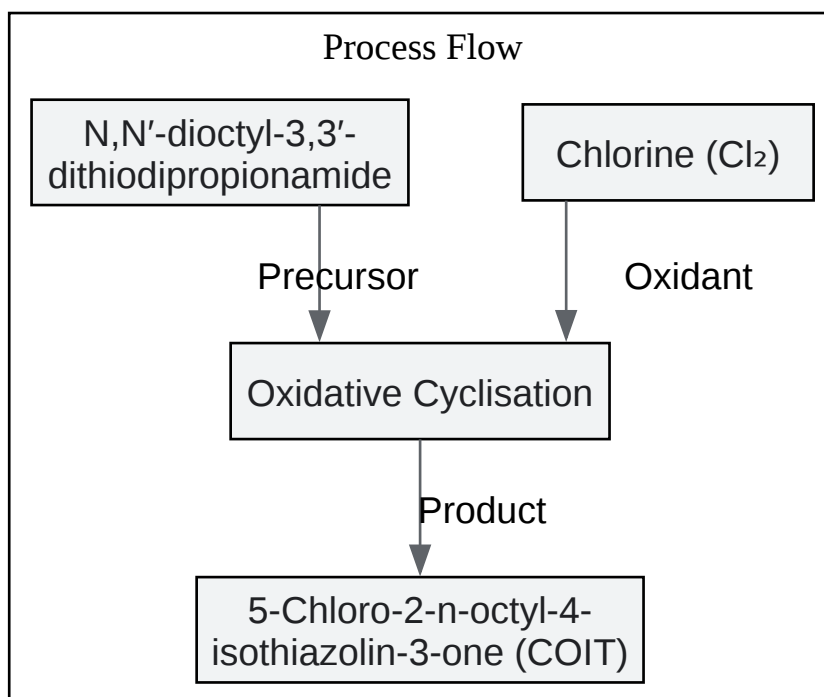 Process Flow
N,N′-dioctyl-3,3′-
dithiodipropionamide
Chlorine (Cl₂)
Precursor
Oxidant
Oxidative Cyclisation
Product
5-Chloro-2-n-octyl-4-
isothiazolin-3-one (COIT)